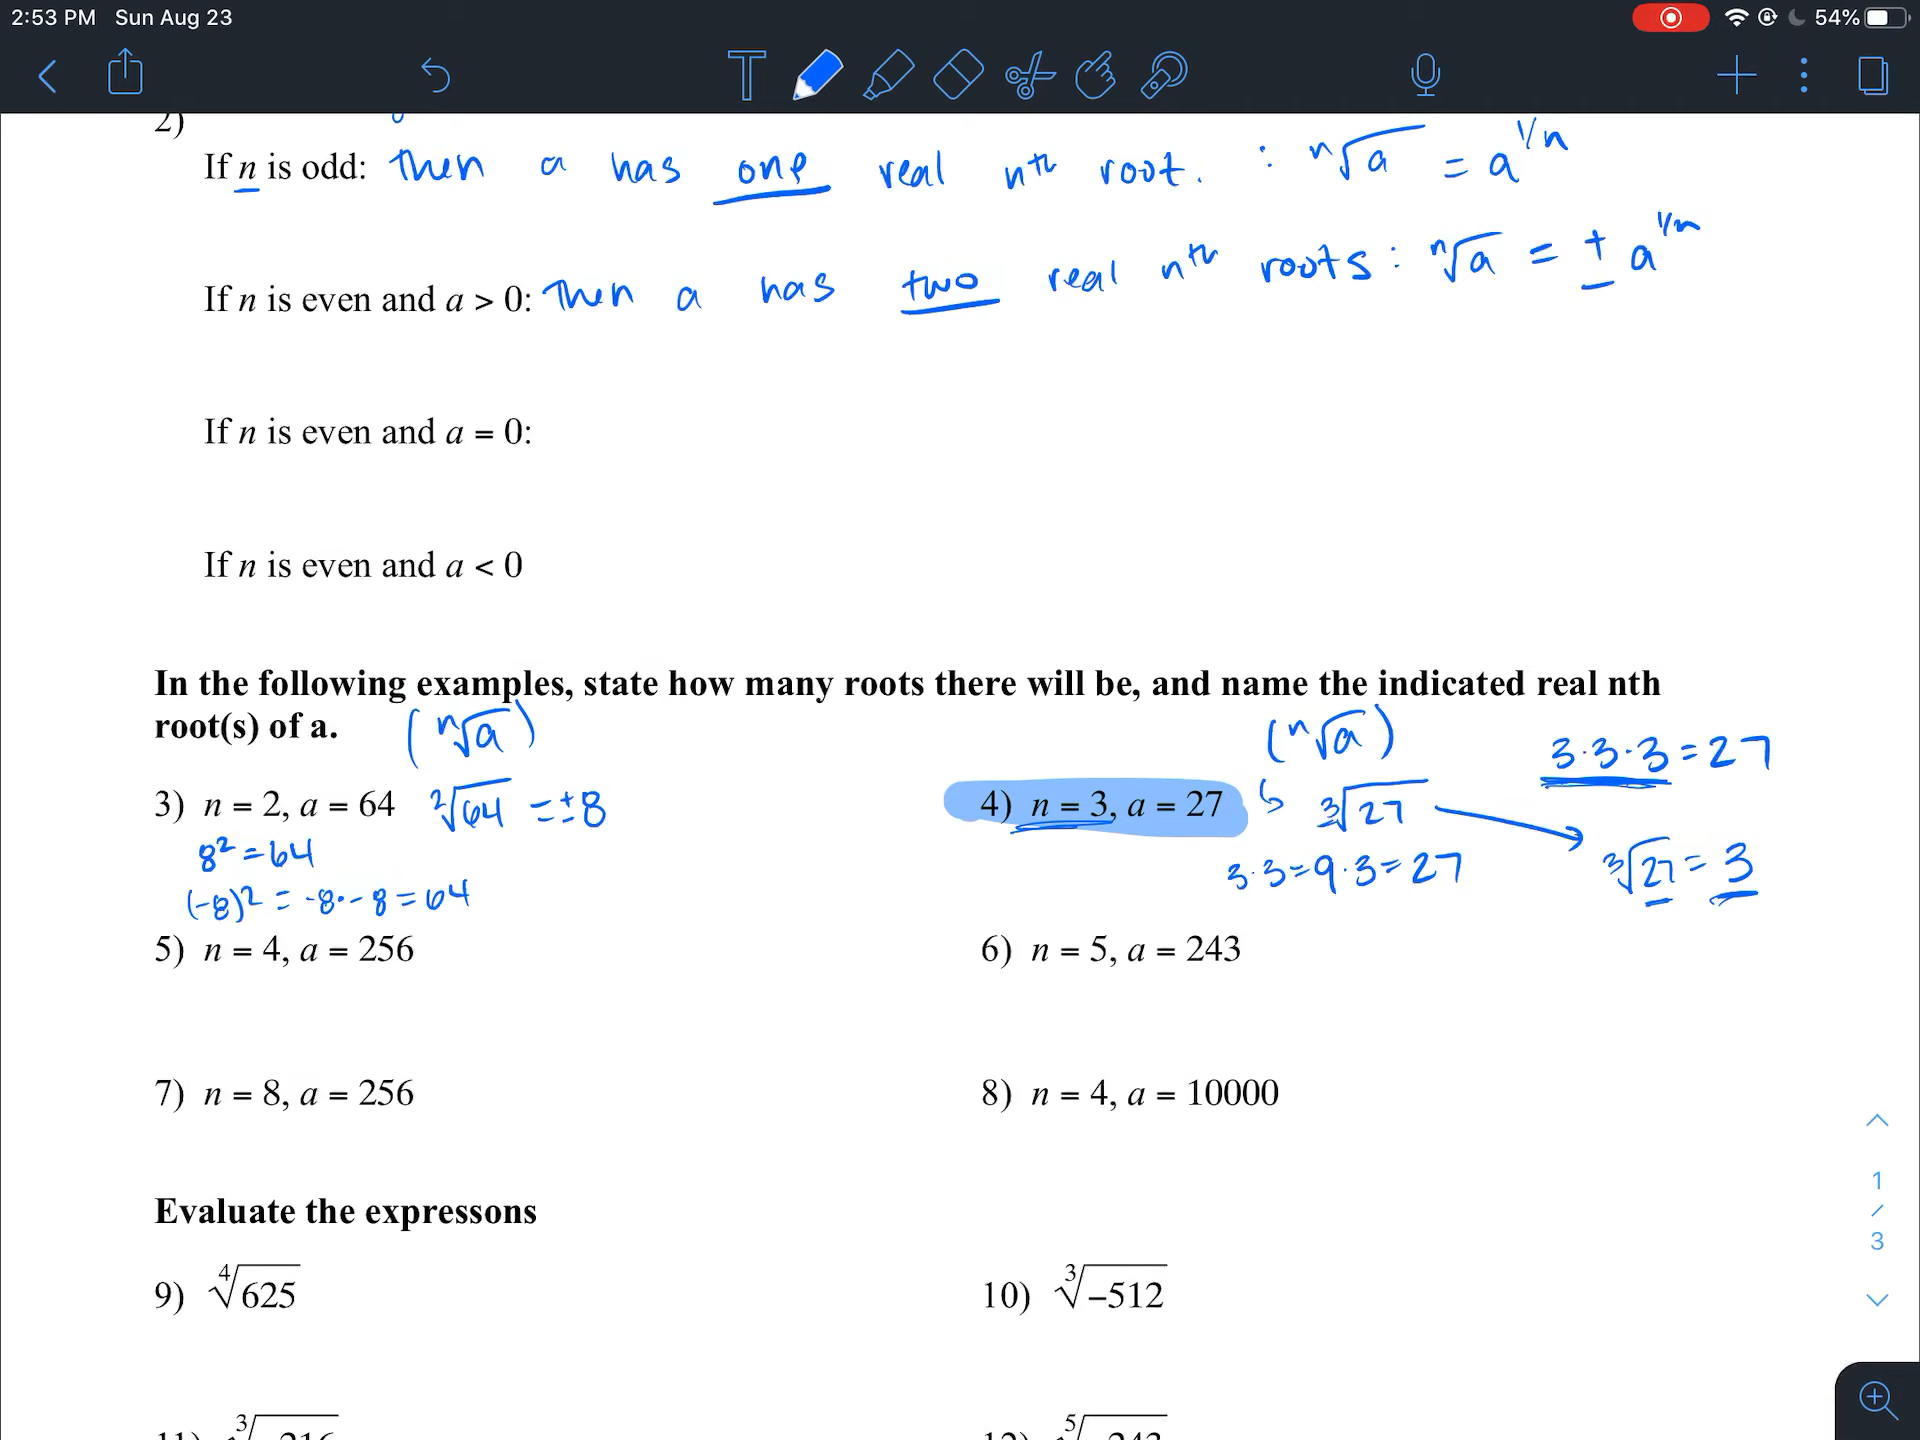 2:53 PM Sun Aug 23 54%
2)
If n is odd: then a has one real nth root. : ⁿ√a = a^1/n
If n is even and a > 0: Then a has two real nth roots : ⁿ√a = ± a^1/n
If n is even and a = 0:
If n is even and a < 0
In the following examples, state how many roots there will be, and name the indicated real nth
root(s) of a. (ⁿ√a) (ⁿ√a) 3·3·3 = 27
3) n = 2, a = 64 ²√64 = ±8
8² = 64
(-8)² = -8·-8 = 64
4) n = 3, a = 27 ³√27
3·3=9·3=27 ³√27 = 3
5) n = 4, a = 256
6) n = 5, a = 243
7) n = 8, a = 256
8) n = 4, a = 10000
Evaluate the expressons
9) ⁴√625
10) ³√−512
1
/
3